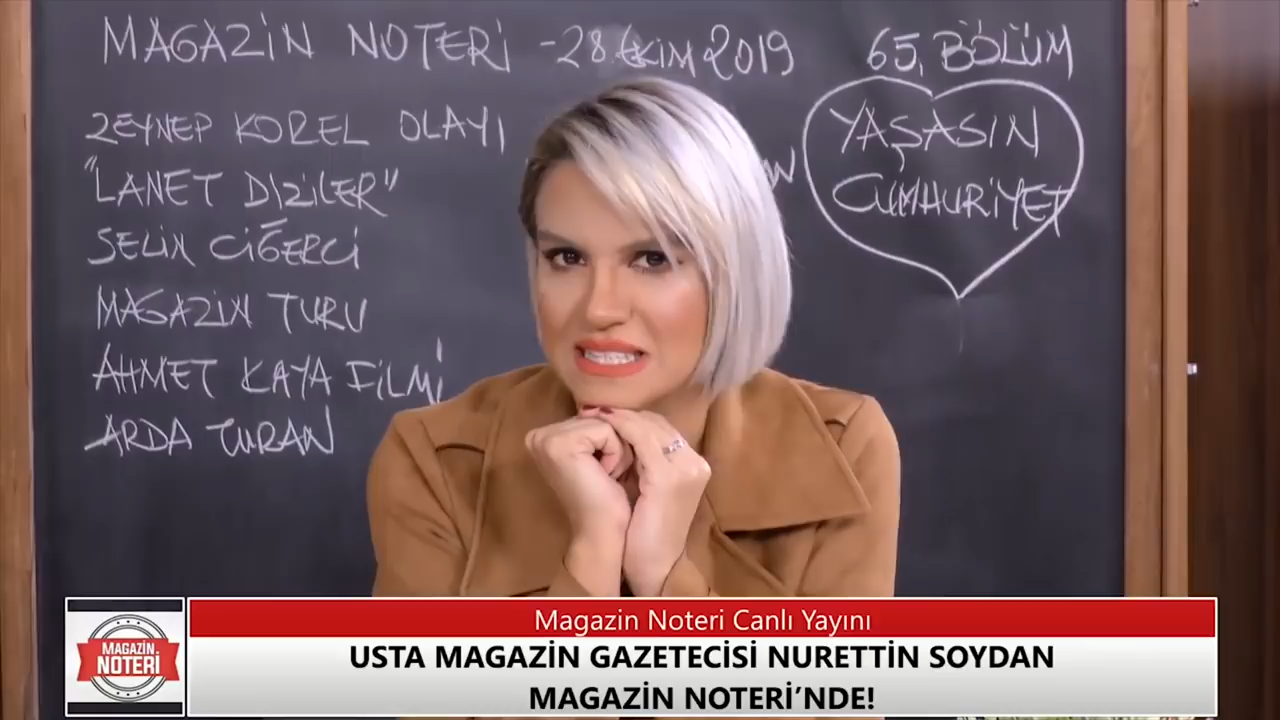 MAGAZİN NOTERİ -28 EKİM 2019 65. BÖLÜM
ZEYNEP KOREL OLAYI
"LANET DİZİLER"
SELİN CİĞERCİ
MAGAZİN TURU
AHMET KAYA FİLMİ
ARDA TURAN
YAŞASIN
CUMHURİYET
MAGAZİN
NOTERİ
Magazin Noteri Canlı Yayını
USTA MAGAZİN GAZETECİSİ NURETTİN SOYDAN
MAGAZİN NOTERİ’NDE!